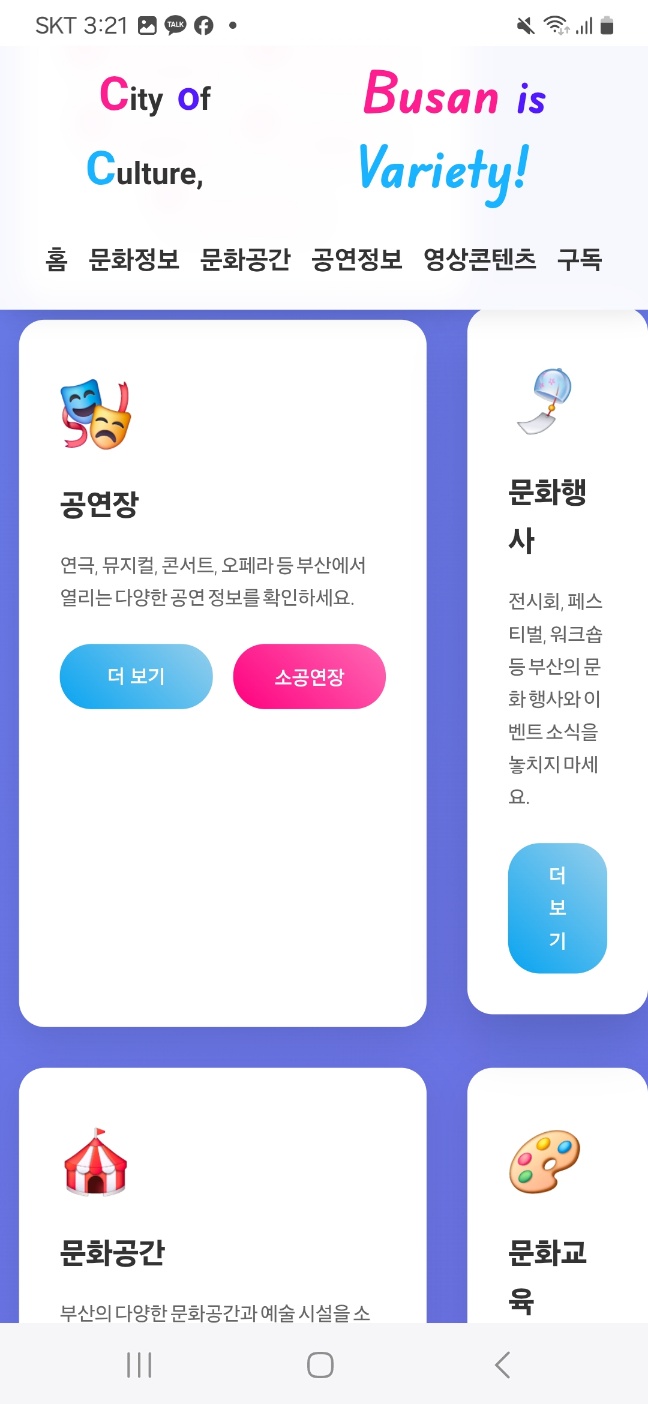 SKT 3:21
TALK
City of
Culture,
Busan is
Variety!
홈 문화정보 문화공간 공연정보 영상콘텐츠 구독
공연장
연극, 뮤지컬, 콘서트, 오페라 등 부산에서
열리는 다양한 공연 정보를 확인하세요.
더 보기
소공연장
문화행
사
전시회, 페스
티벌, 워크숍
등 부산의 문
화 행사와 이
벤트 소식을
놓치지 마세
요.
더
보
기
문화공간
부산의 다양한 문화공간과 예술 시설을 소
문화교
육